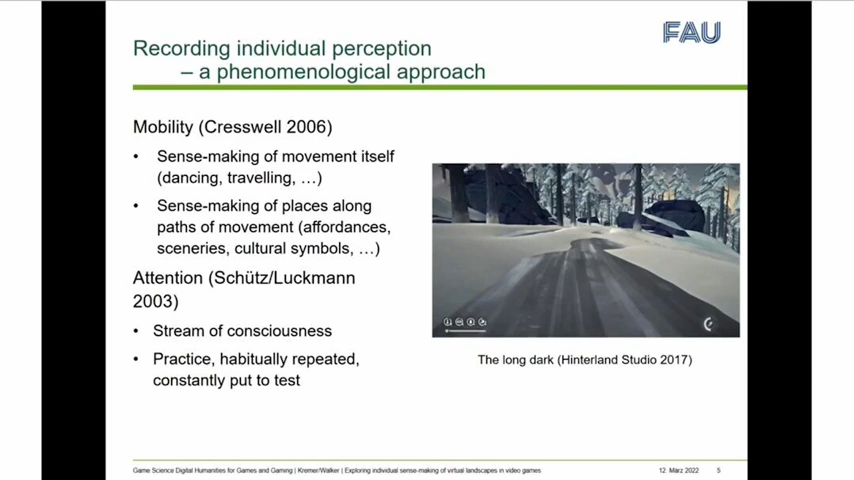 FAU
Recording individual perception
– a phenomenological approach
Mobility (Cresswell 2006)
• Sense-making of movement itself
(dancing, travelling, …)
• Sense-making of places along
paths of movement (affordances,
sceneries, cultural symbols, …)
Attention (Schütz/Luckmann
2003)
• Stream of consciousness
• Practice, habitually repeated,
constantly put to test
The long dark (Hinterland Studio 2017)
Game Science Digital Humanities for Games and Gaming | Kremer/Walker | Exploring individual sense-making of virtual landscapes in video games
12. März 2022
5